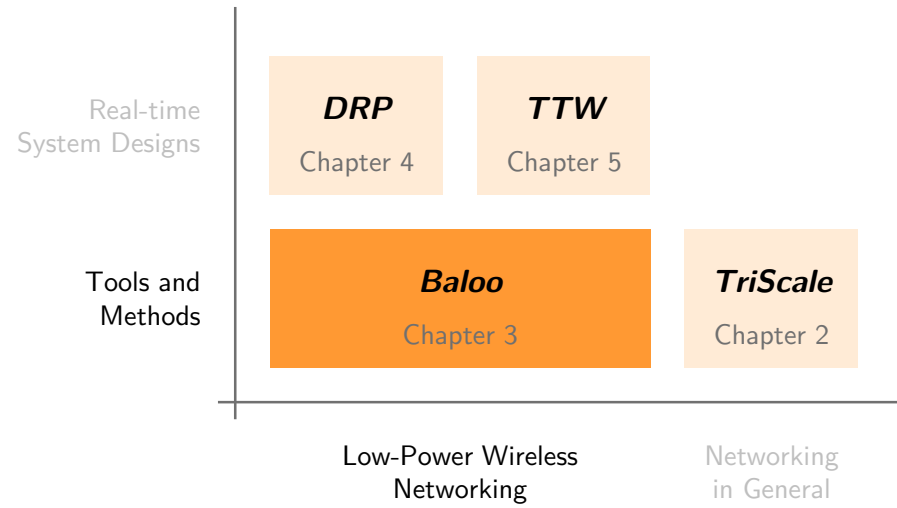 Real-time
System Designs
DRP
Chapter 4
TTW
Chapter 5
Tools and
Methods
Baloo
Chapter 3
TriScale
Chapter 2
Low-Power Wireless
Networking
Networking
in General